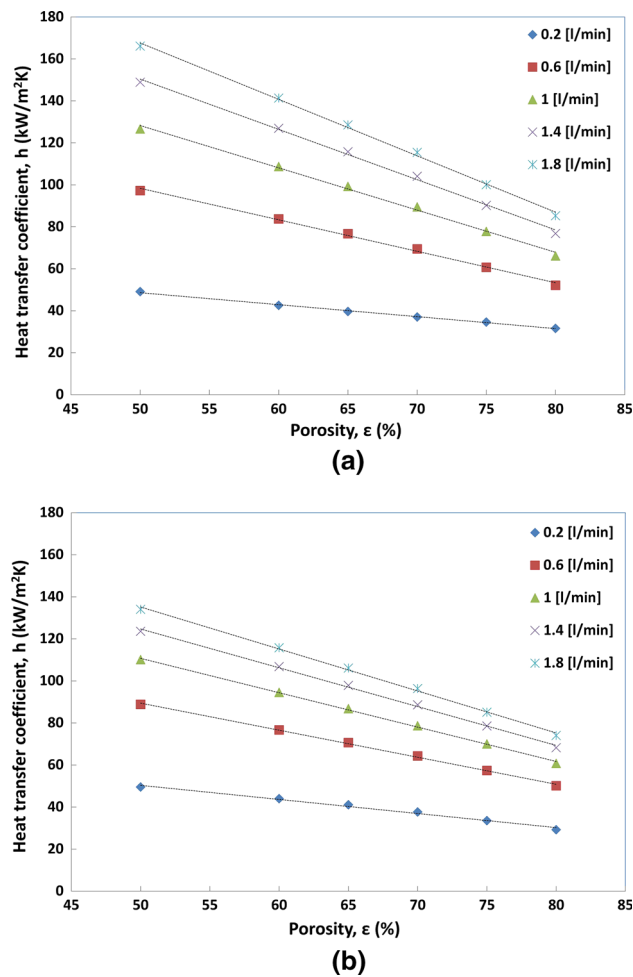 180
160
140
120
100
80
60
40
20
0
Heat transfer coefficient, h (kW/m²K)
0.2 [l/min]
0.6 [l/min]
1 [l/min]
1.4 [l/min]
1.8 [l/min]
45 50 55 60 65 70 75 80 85
Porosity, ε (%)
(a)
180
160
140
120
100
80
60
40
20
0
Heat transfer coefficient, h (kW/m²K)
0.2 [l/min]
0.6 [l/min]
1 [l/min]
1.4 [l/min]
1.8 [l/min]
45 50 55 60 65 70 75 80 85
Porosity, ε (%)
(b)